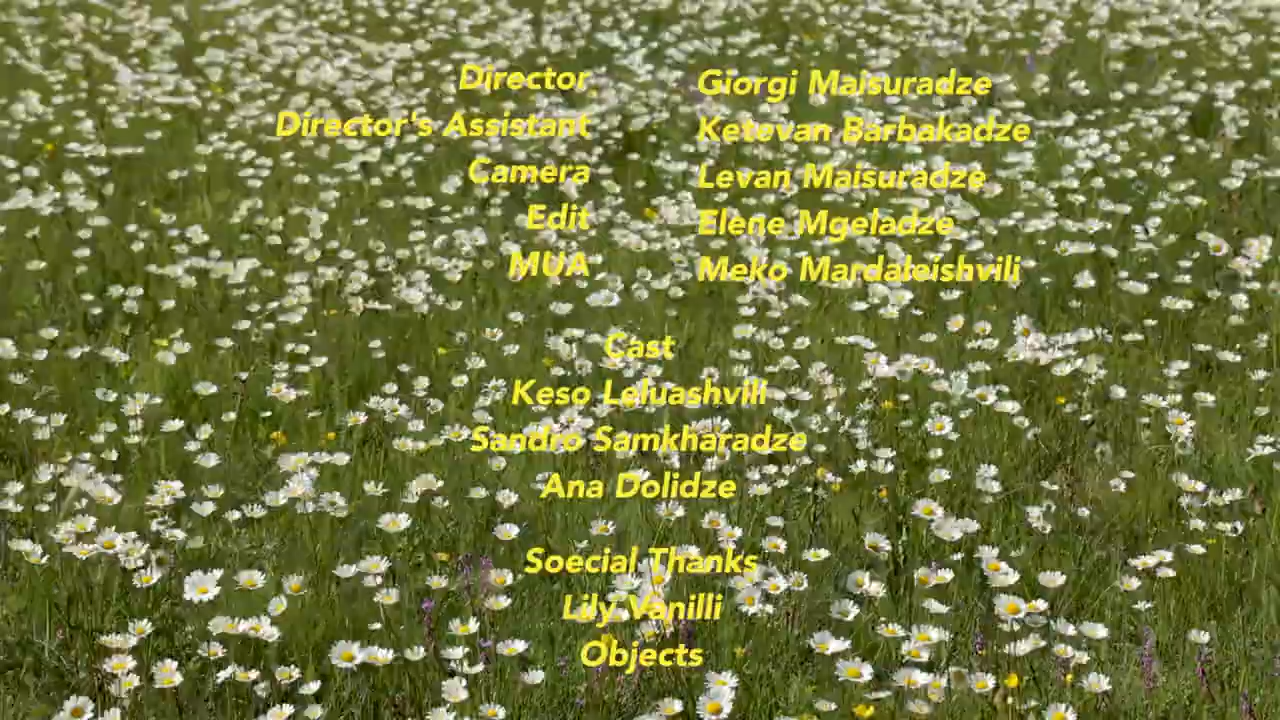 Director Giorgi Maisuradze
Director's Assistant Ketevan Barbakadze
Camera Levan Maisuradze
Edit Elene Mgeladze
MUA Meko Mardaleishvili
Cast
Keso Leluashvili
Sandro Samkharadze
Ana Dolidze
Soecial Thanks
Lily Vanilli
Objects